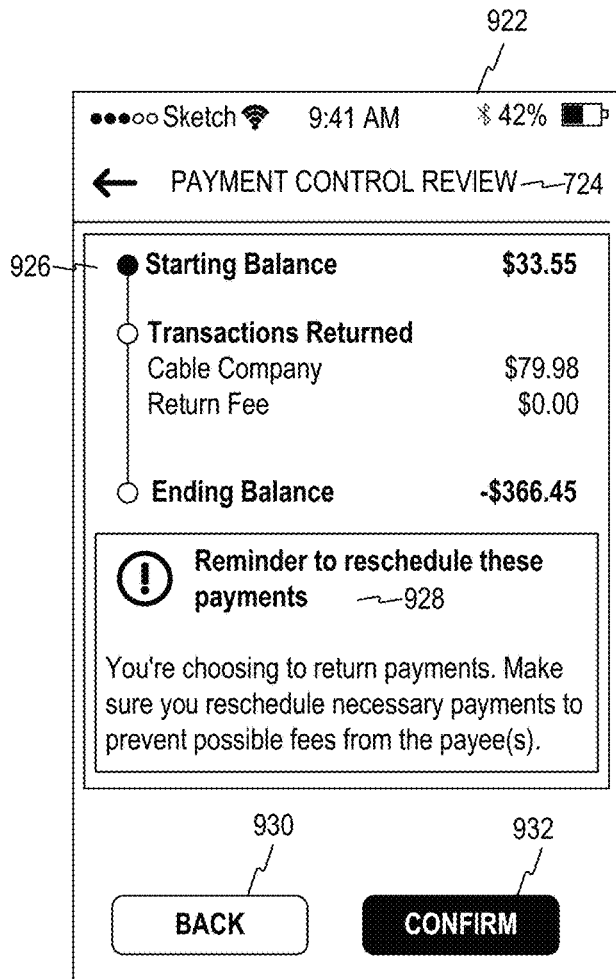 922
Sketch 9:41 AM 42%
PAYMENT CONTROL REVIEW 724
926 Starting Balance $33.55
Transactions Returned
Cable Company $79.98
Return Fee $0.00
Ending Balance -$366.45
Reminder to reschedule these
payments 928
You're choosing to return payments. Make
sure you reschedule necessary payments to
prevent possible fees from the payee(s).
930 932
BACK CONFIRM